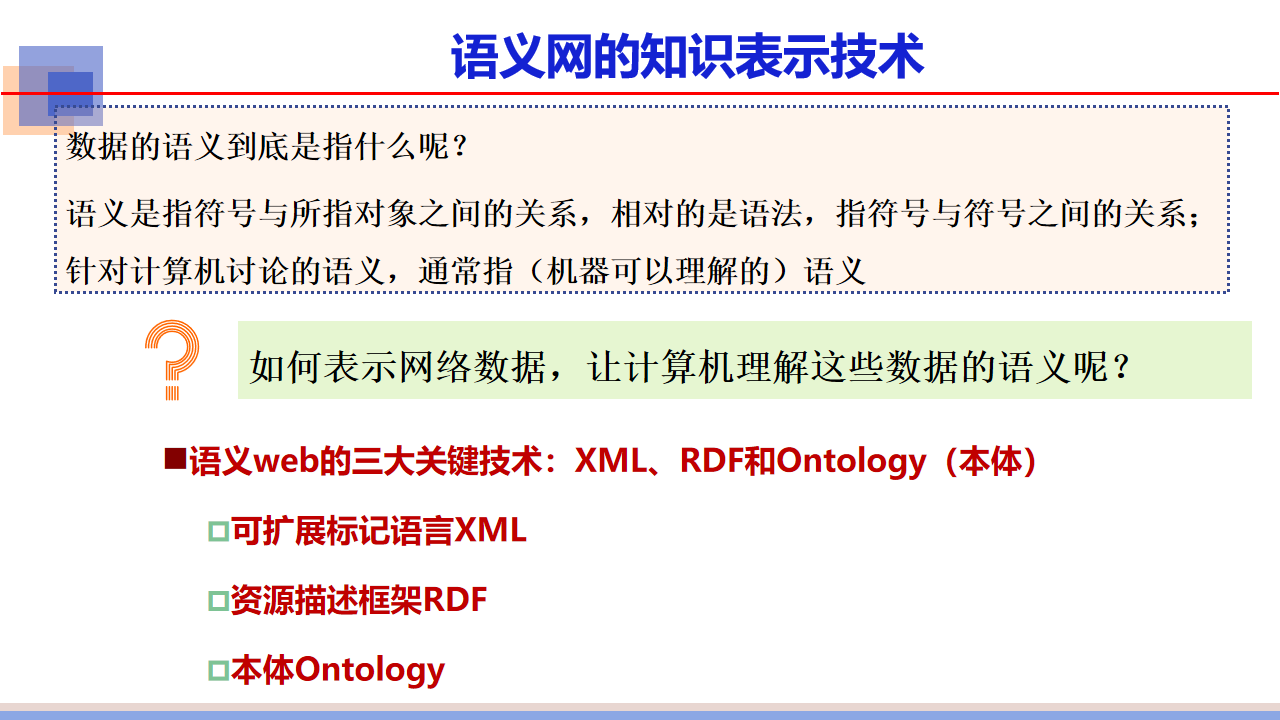 语义网的知识表示技术
数据的语义到底是指什么呢？
语义是指符号与所指对象之间的关系，相对的是语法，指符号与符号之间的关系；
针对计算机讨论的语义，通常指（机器可以理解的）语义
如何表示网络数据，让计算机理解这些数据的语义呢？
语义web的三大关键技术：XML、RDF和Ontology（本体）
可扩展标记语言XML
资源描述框架RDF
本体Ontology